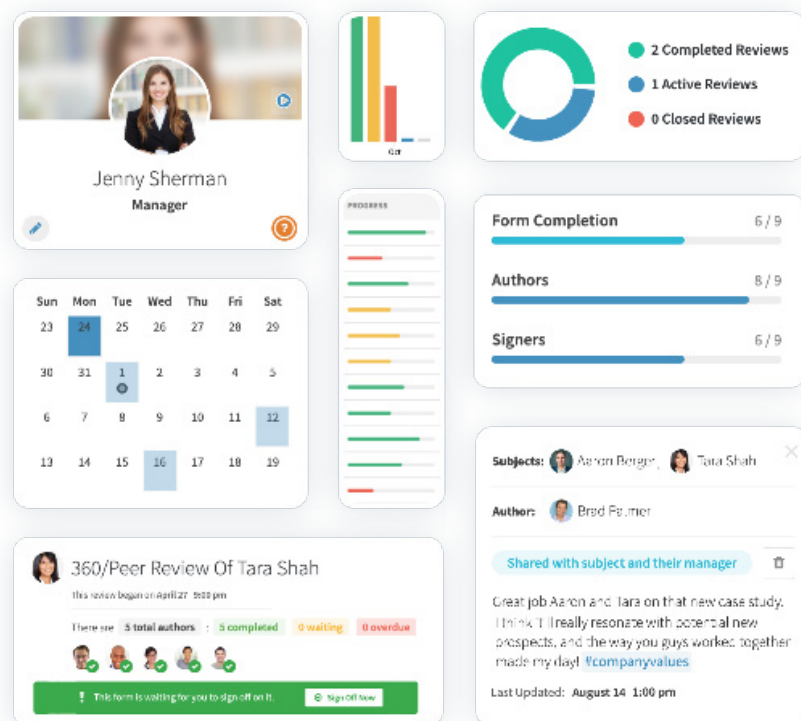 Jenny Sherman
Manager
?
Oct
2 Completed Reviews
1 Active Reviews
0 Closed Reviews
PROGRESS
Form Completion 6 / 9
Authors 8 / 9
Signers 6 / 9
Sun Mon Tue Wed Thu Fri Sat
23 24 25 26 27 28 29
30 31 1 2 3 4 5
6 7 8 9 10 11 12
13 14 15 16 17 18 19
Subjects: Aaron Berger, Tara Shah
Author: Brad Palmer
Shared with subject and their manager
Great job Aaron and Tara on that new case study.
I think it'll really resonate with potential new
prospects, and the way you guys worked together
made my day! #companyvalues
Last Updated: August 14 1:00 pm
360/Peer Review Of Tara Shah
This review began on April 27 9:00 pm
There are 5 total authors : 5 completed 0 waiting 0 overdue
! This form is waiting for you to sign off on it. Sign Off Now